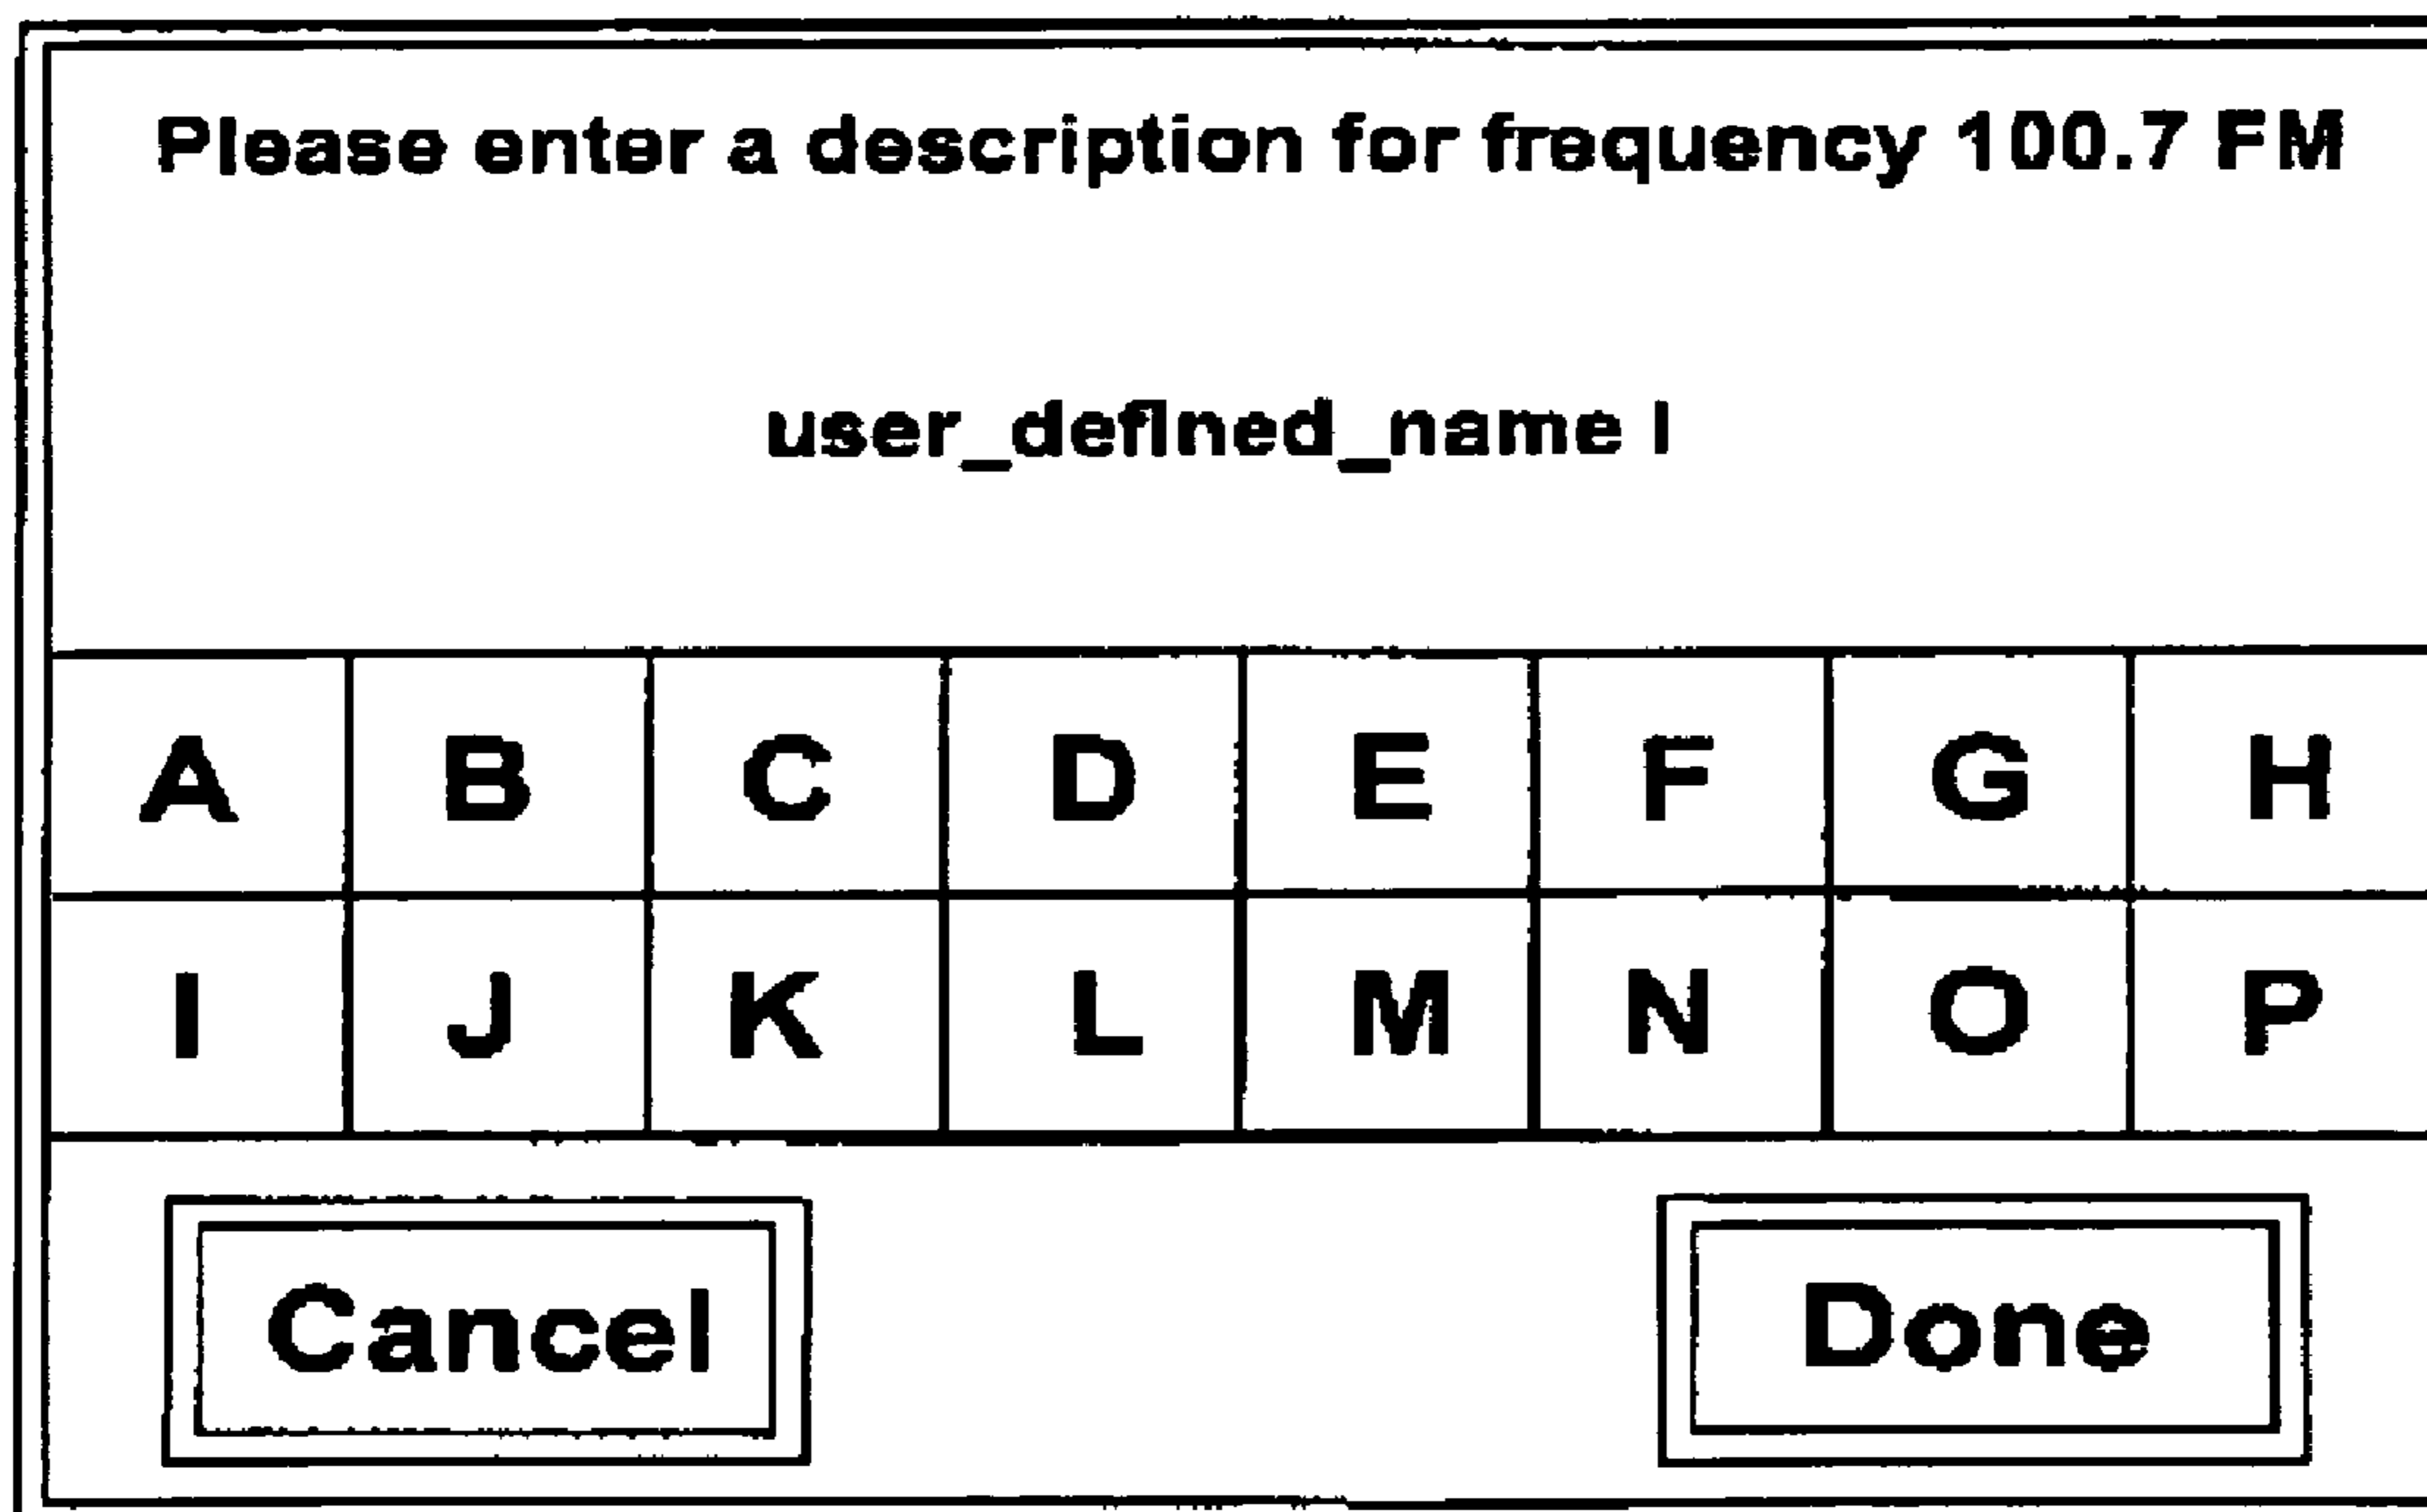 Please enter a description for frequency 100.7 FM
user_defined_name I
A B C D E F G H
I J K L M N O P
Cancel Done